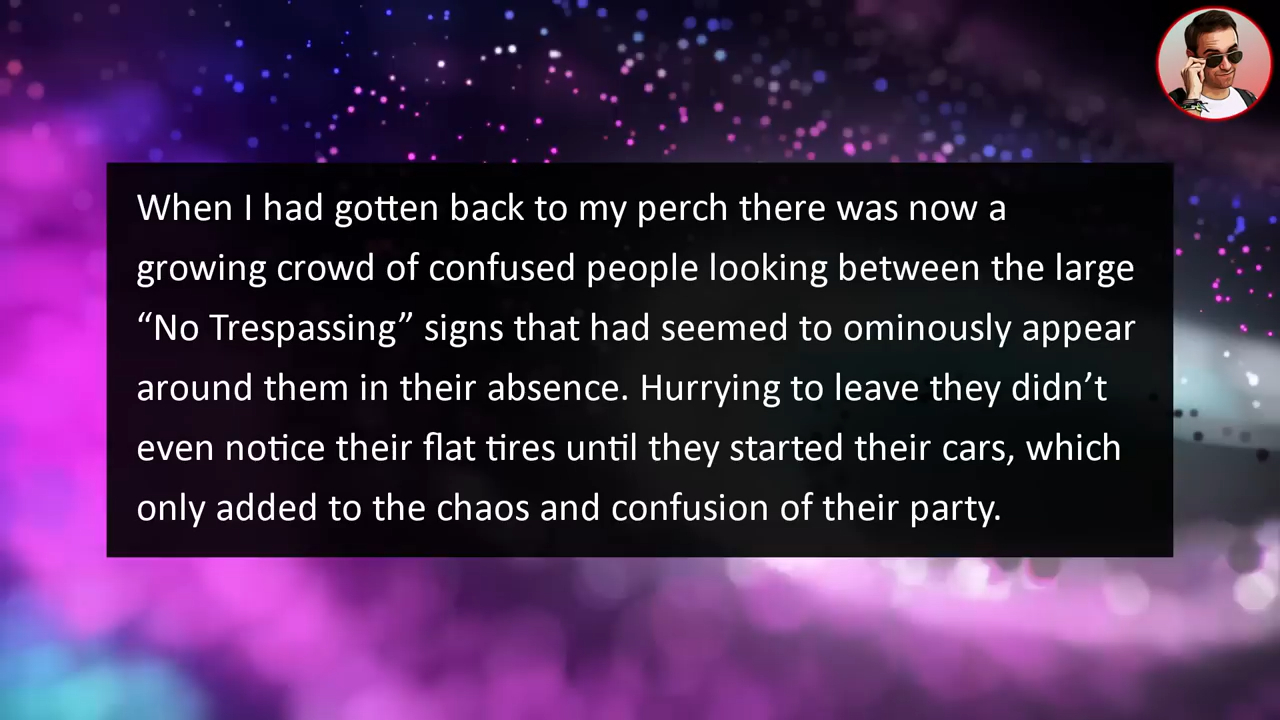 When I had gotten back to my perch there was now a
growing crowd of confused people looking between the large
“No Trespassing” signs that had seemed to ominously appear
around them in their absence. Hurrying to leave they didn’t
even notice their flat tires until they started their cars, which
only added to the chaos and confusion of their party.